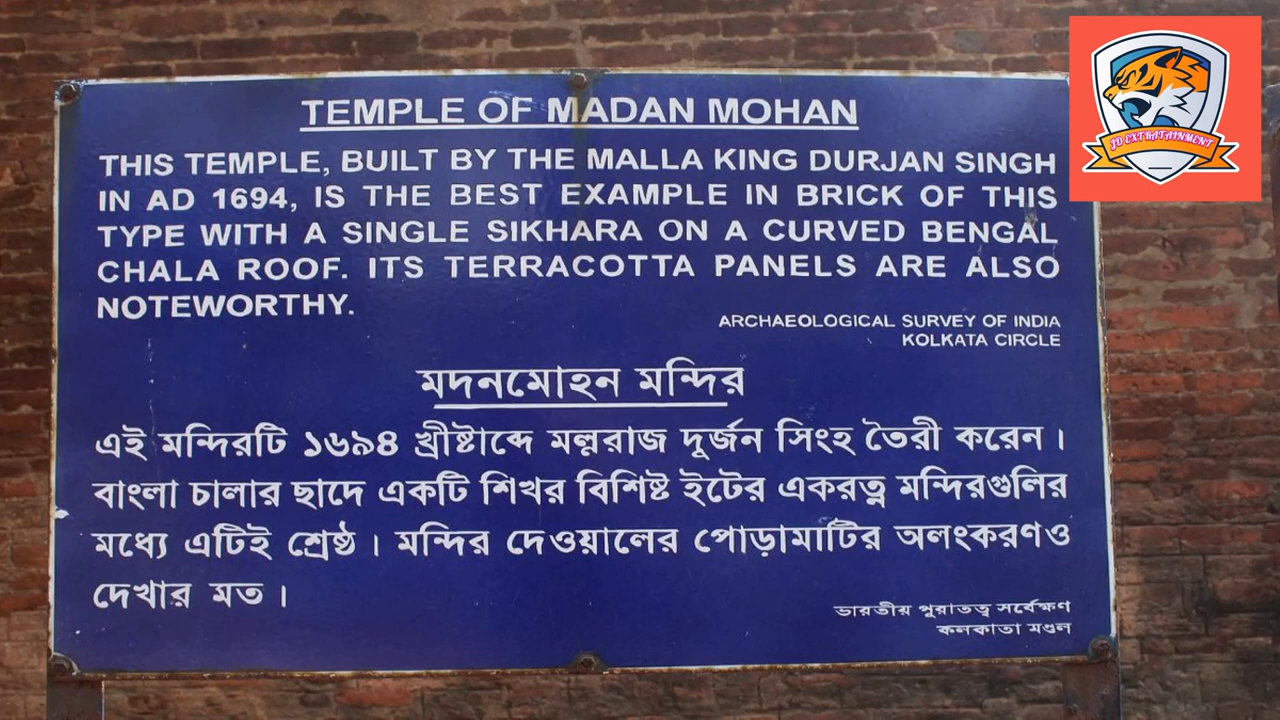 TEMPLE OF MADAN MOHAN
THIS TEMPLE, BUILT BY THE MALLA KING DURJAN SINGH
IN AD 1694, IS THE BEST EXAMPLE IN BRICK OF THIS
TYPE WITH A SINGLE SIKHARA ON A CURVED BENGAL
CHALA ROOF. ITS TERRACOTTA PANELS ARE ALSO
NOTEWORTHY.
ARCHAEOLOGICAL SURVEY OF INDIA
KOLKATA CIRCLE
মদনমোহন মন্দির
এই মন্দিরটি ১৬৯৪ খ্রীষ্টাব্দে মল্লরাজ দূর্জন সিংহ তৈরী করেন।
বাংলা চালার ছাদে একটি শিখর বিশিষ্ট ইটের একরত্ন মন্দিরগুলির
মধ্যে এটিই শ্রেষ্ঠ। মন্দির দেওয়ালের পোড়ামাটির অলংকরণও
দেখার মত।
ভারতীয় পুরাতত্ত্ব সর্বেক্ষণ
কলকাতা মণ্ডল
JD EXTRATAINMENT